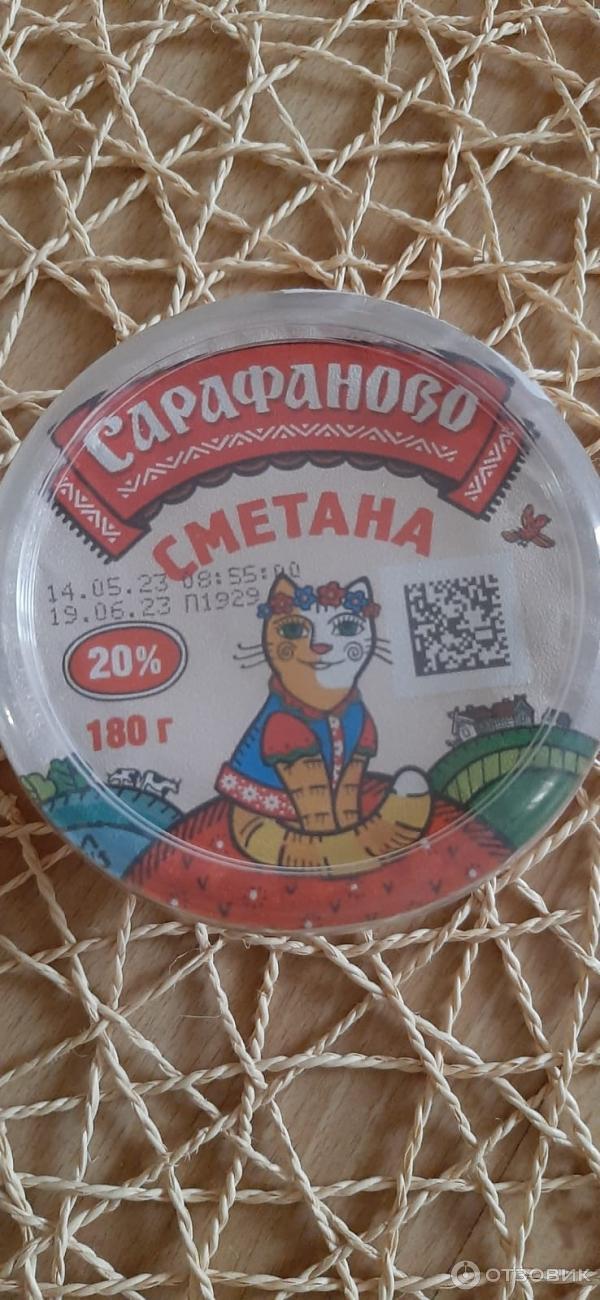 САРАФАНОВО
СМЕТАНА
14.05.23 08:55:00
19.06.23 П1929
20%
180 г
ОТЗОВИК